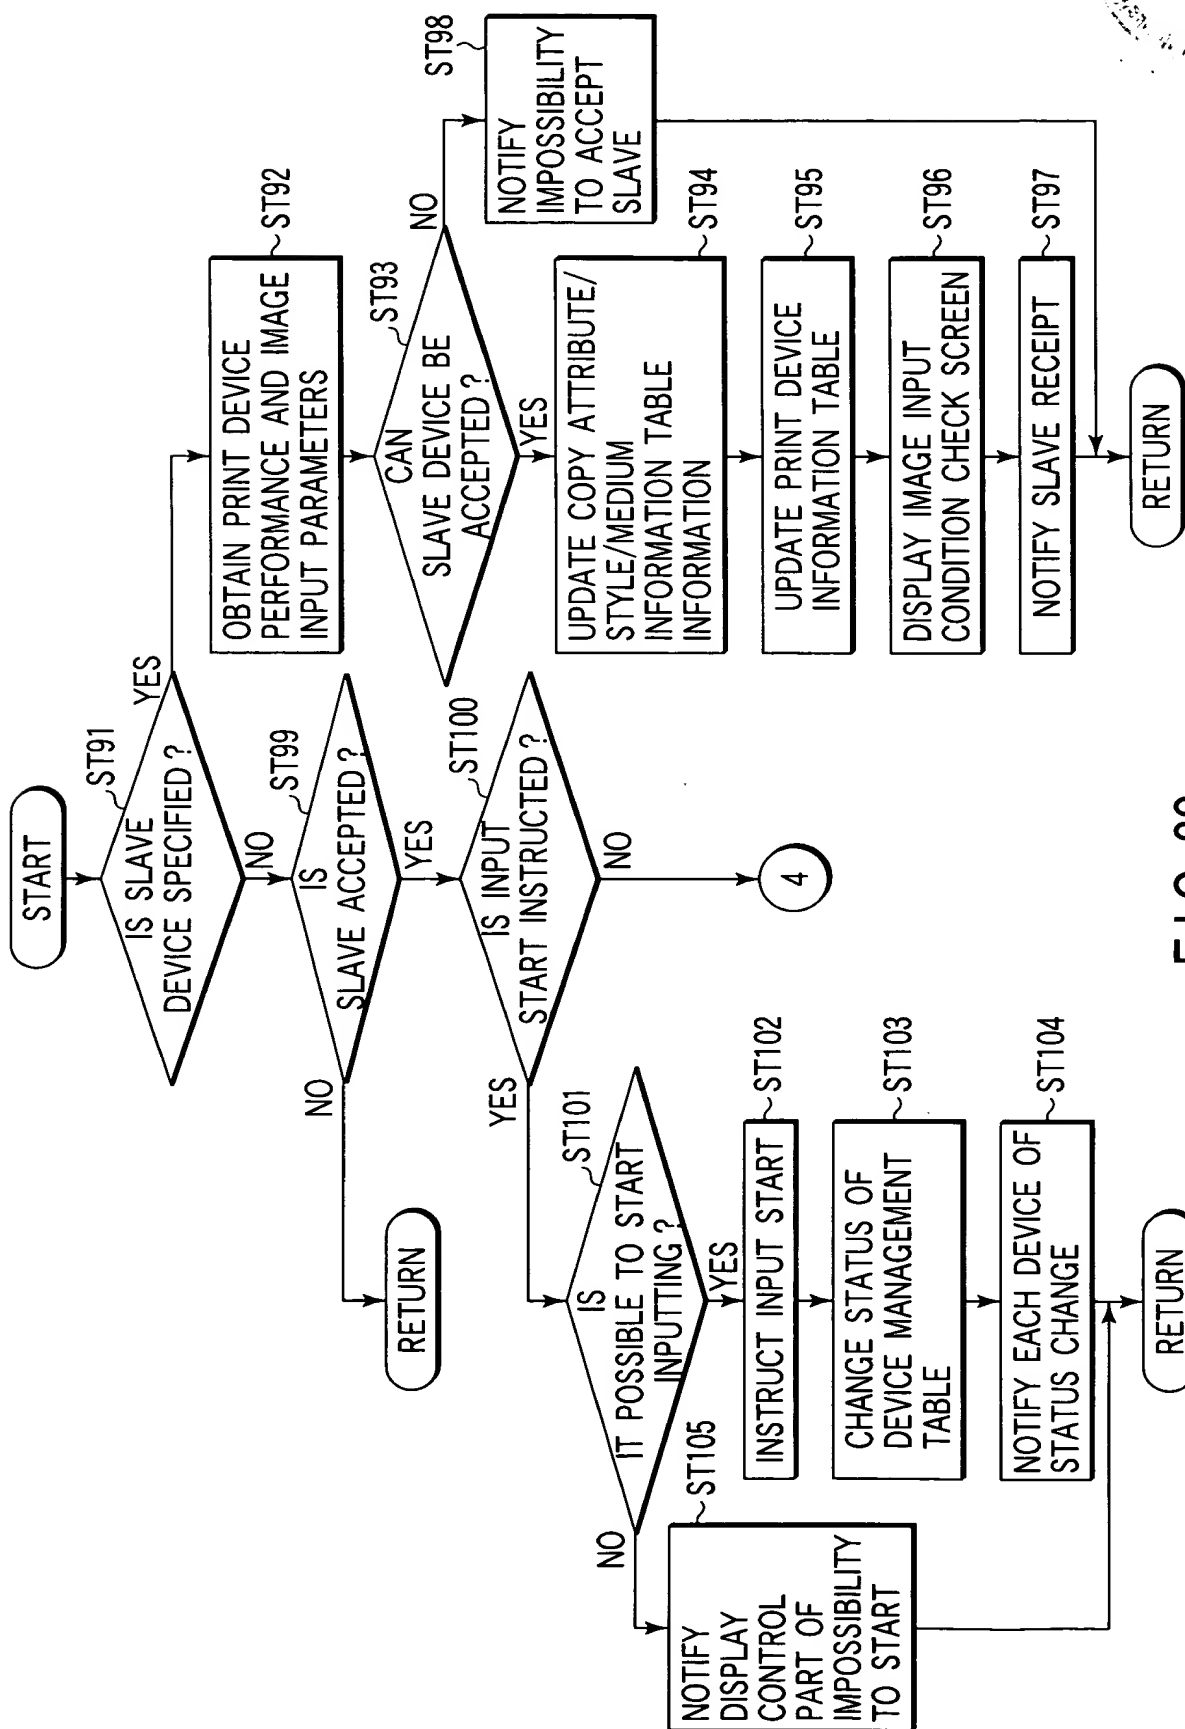 START
IS SLAVE
DEVICE SPECIFIED?
ST91
YES
NO
OBTAIN PRINT DEVICE
PERFORMANCE AND IMAGE
INPUT PARAMETERS
ST92
CAN
SLAVE DEVICE BE
ACCEPTED?
ST93
NO
YES
NOTIFY
IMPOSSIBILITY
TO ACCEPT
SLAVE
ST98
UPDATE COPY ATTRIBUTE/
STYLE/MEDIUM
INFORMATION TABLE
INFORMATION
ST94
UPDATE PRINT DEVICE
INFORMATION TABLE
ST95
DISPLAY IMAGE INPUT
CONDITION CHECK SCREEN
ST96
NOTIFY SLAVE RECEIPT
ST97
RETURN
IS
SLAVE ACCEPTED?
ST99
NO
YES
RETURN
IS INPUT
START INSTRUCTED?
ST100
YES
NO
4
IS
IT POSSIBLE TO START
INPUTTING?
ST101
NO
YES
INSTRUCT INPUT START
ST102
CHANGE STATUS OF
DEVICE MANAGEMENT
TABLE
ST103
NOTIFY EACH DEVICE OF
STATUS CHANGE
ST104
NOTIFY
DISPLAY
CONTROL
PART OF
IMPOSSIBILITY
TO START
ST105
RETURN